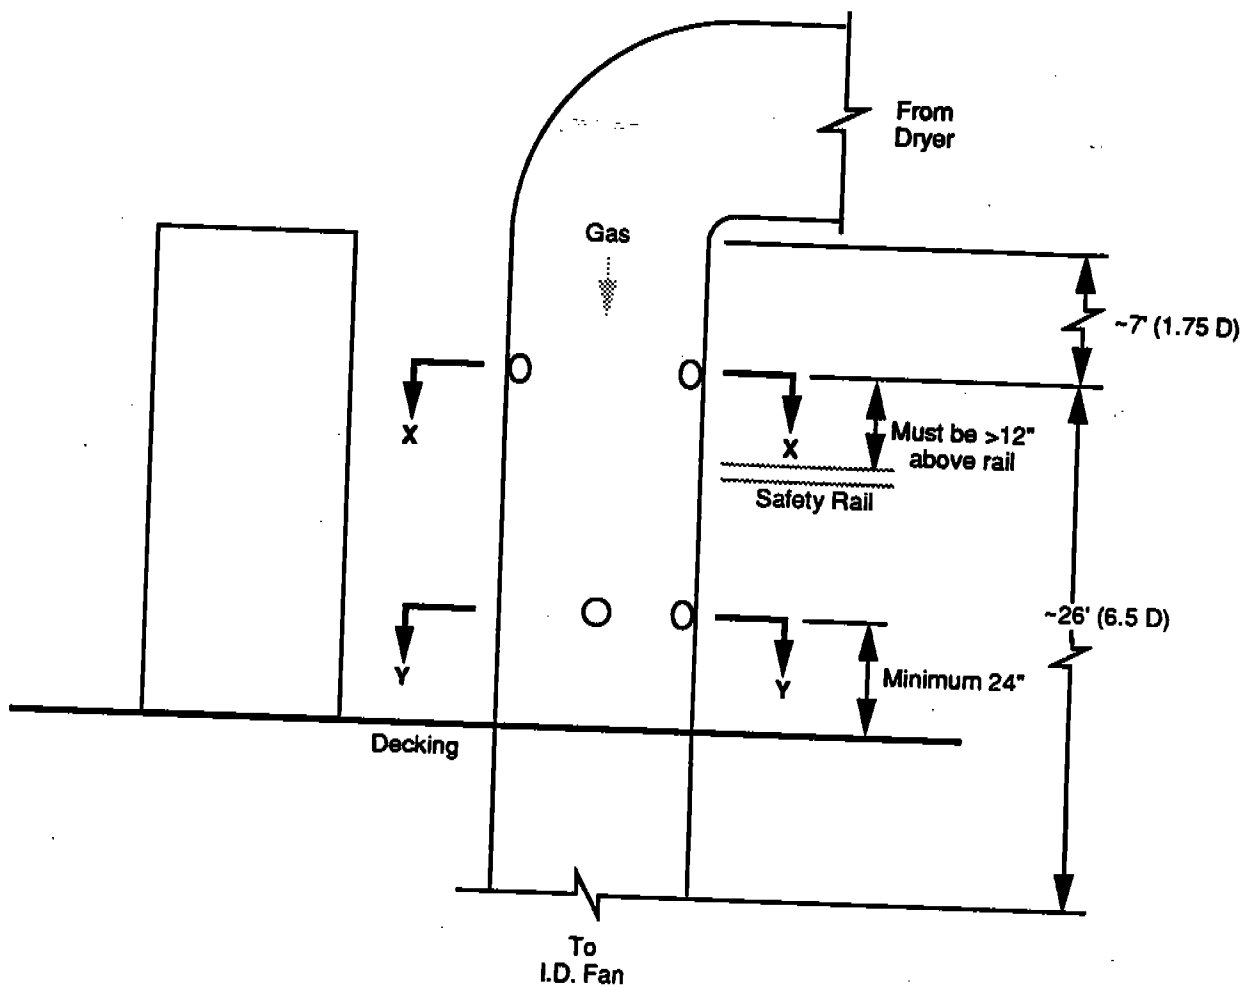 From
Dryer
Gas
~7' (1.75 D)
X
X
Must be >12"
above rail
Safety Rail
~26' (6.5 D)
Y
Y
Minimum 24"
Decking
To
I.D. Fan